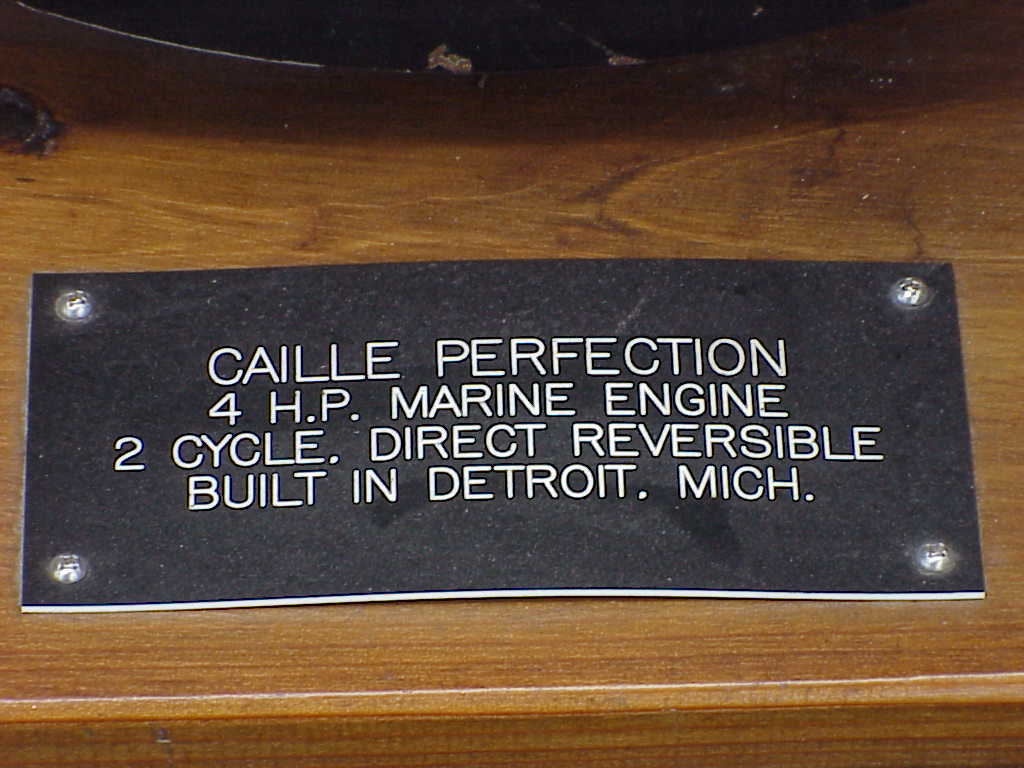 CAILLE PERFECTION
4 H.P. MARINE ENGINE
2 CYCLE. DIRECT REVERSIBLE
BUILT IN DETROIT. MICH.